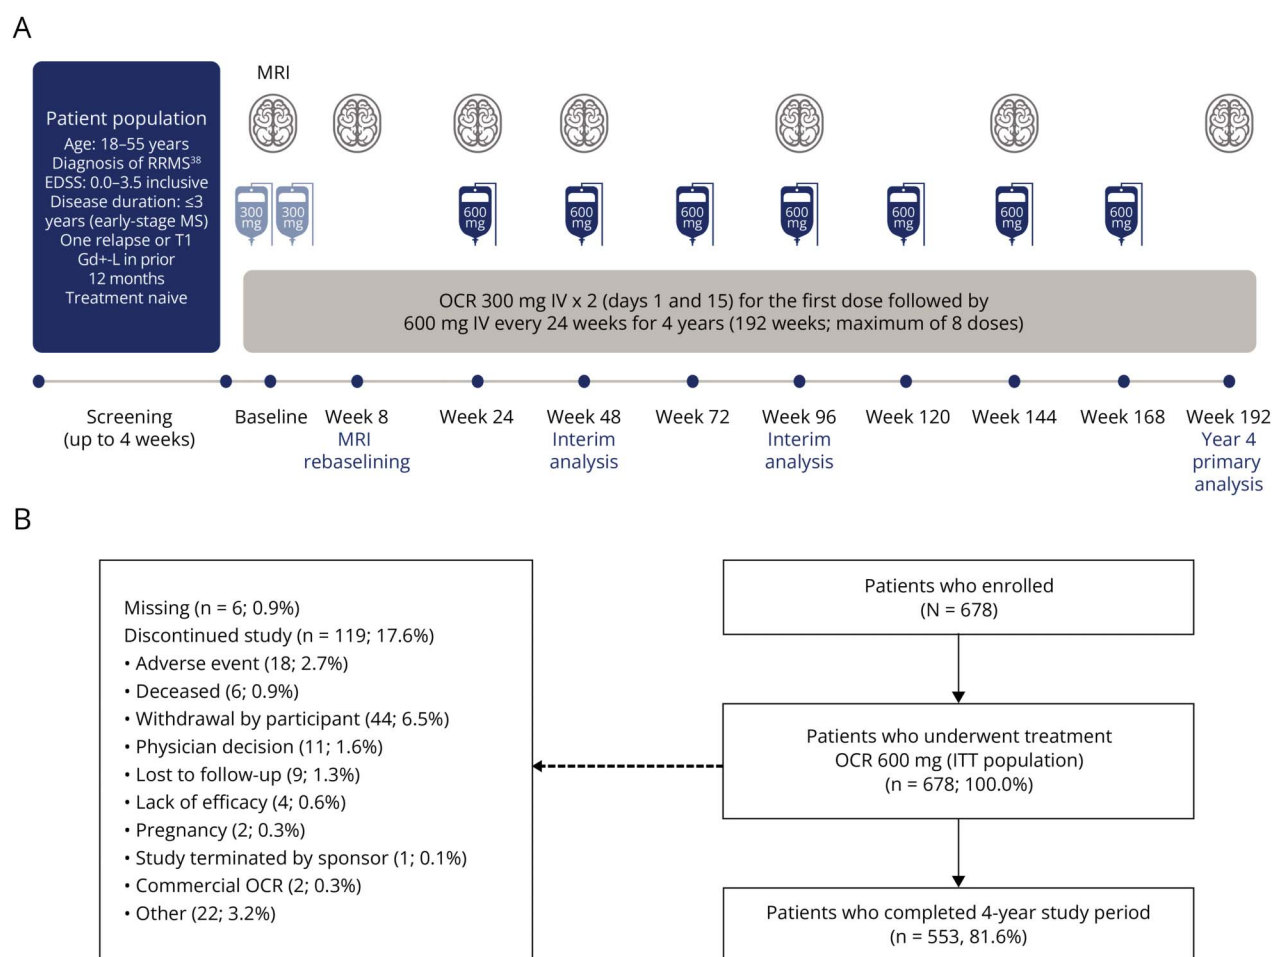 A
MRI
Patient population
Age: 18–55 years
Diagnosis of RRMS³⁸
EDSS: 0.0–3.5 inclusive
Disease duration: ≤3
years (early-stage MS)
One relapse or T1
Gd+-L in prior
12 months
Treatment naive
300 mg
300 mg
600 mg
600 mg
600 mg
600 mg
600 mg
600 mg
600 mg
OCR 300 mg IV x 2 (days 1 and 15) for the first dose followed by
600 mg IV every 24 weeks for 4 years (192 weeks; maximum of 8 doses)
Screening
(up to 4 weeks)
Baseline
Week 8
MRI
rebaselining
Week 24
Week 48
Interim
analysis
Week 72
Week 96
Interim
analysis
Week 120
Week 144
Week 168
Week 192
Year 4
primary
analysis
B
Missing (n = 6; 0.9%)
Discontinued study (n = 119; 17.6%)
• Adverse event (18; 2.7%)
• Deceased (6; 0.9%)
• Withdrawal by participant (44; 6.5%)
• Physician decision (11; 1.6%)
• Lost to follow-up (9; 1.3%)
• Lack of efficacy (4; 0.6%)
• Pregnancy (2; 0.3%)
• Study terminated by sponsor (1; 0.1%)
• Commercial OCR (2; 0.3%)
• Other (22; 3.2%)
Patients who enrolled
(N = 678)
Patients who underwent treatment
OCR 600 mg (ITT population)
(n = 678; 100.0%)
Patients who completed 4-year study period
(n = 553, 81.6%)